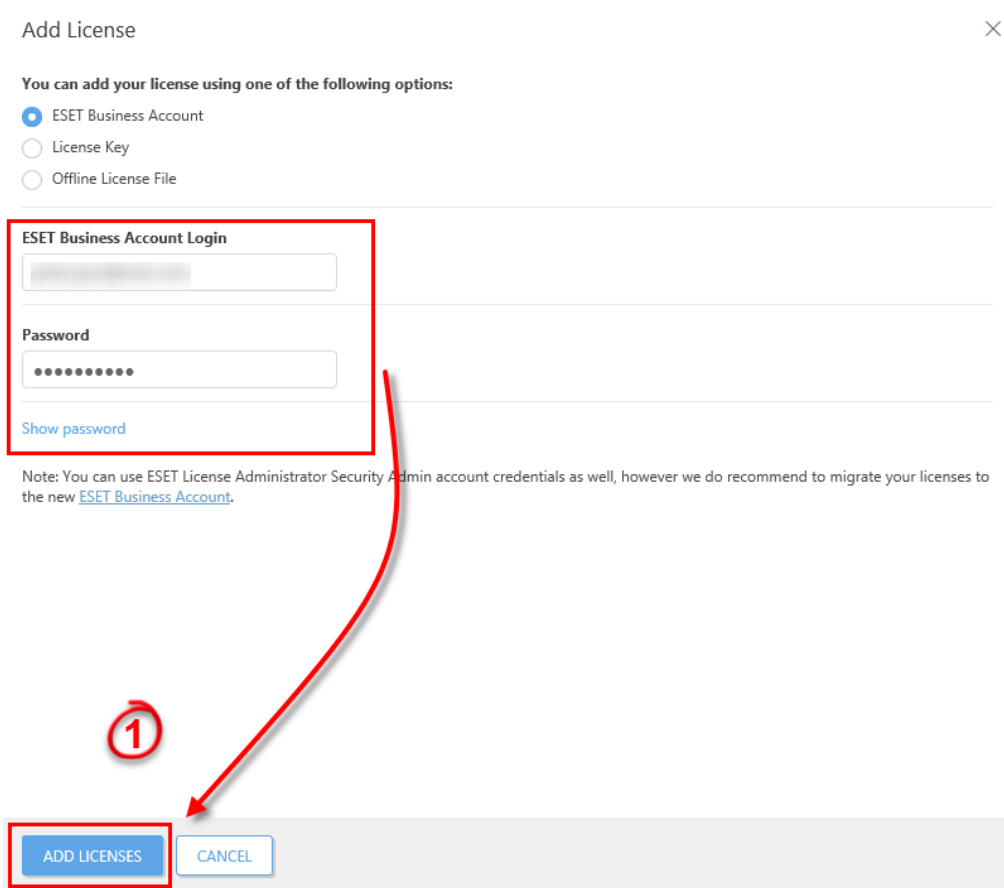 Add License
You can add your license using one of the following options:
ESET Business Account
License Key
Offline License File
ESET Business Account Login
Password
Show password
Note: You can use ESET License Administrator Security Admin account credentials as well, however we do recommend to migrate your licenses to
the new ESET Business Account.
1
ADD LICENSES
CANCEL